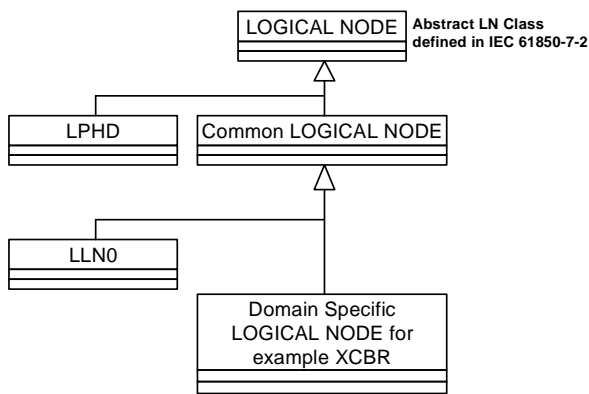 LOGICAL NODE
Abstract LN Class
defined in IEC 61850-7-2
LPHD
Common LOGICAL NODE
LLN0
Domain Specific
LOGICAL NODE for
example XCBR